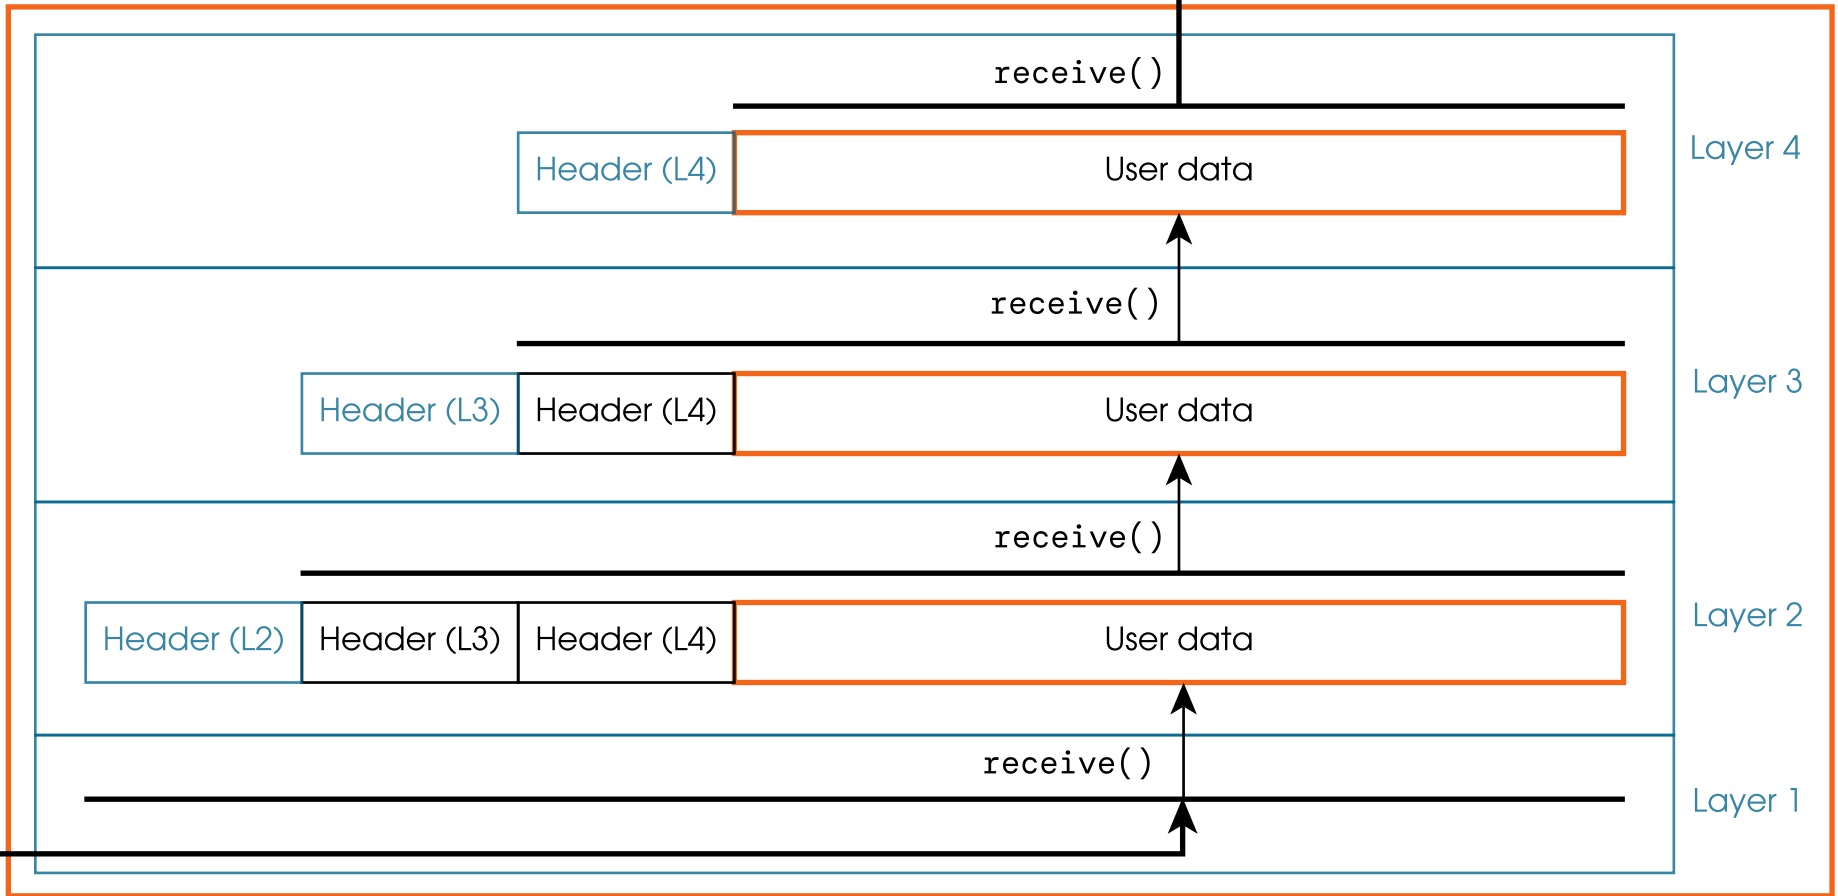 receive()
Header (L4) User data
Layer 4
receive()
Header (L3) Header (L4) User data
Layer 3
receive()
Header (L2) Header (L3) Header (L4) User data
Layer 2
receive()
Layer 1